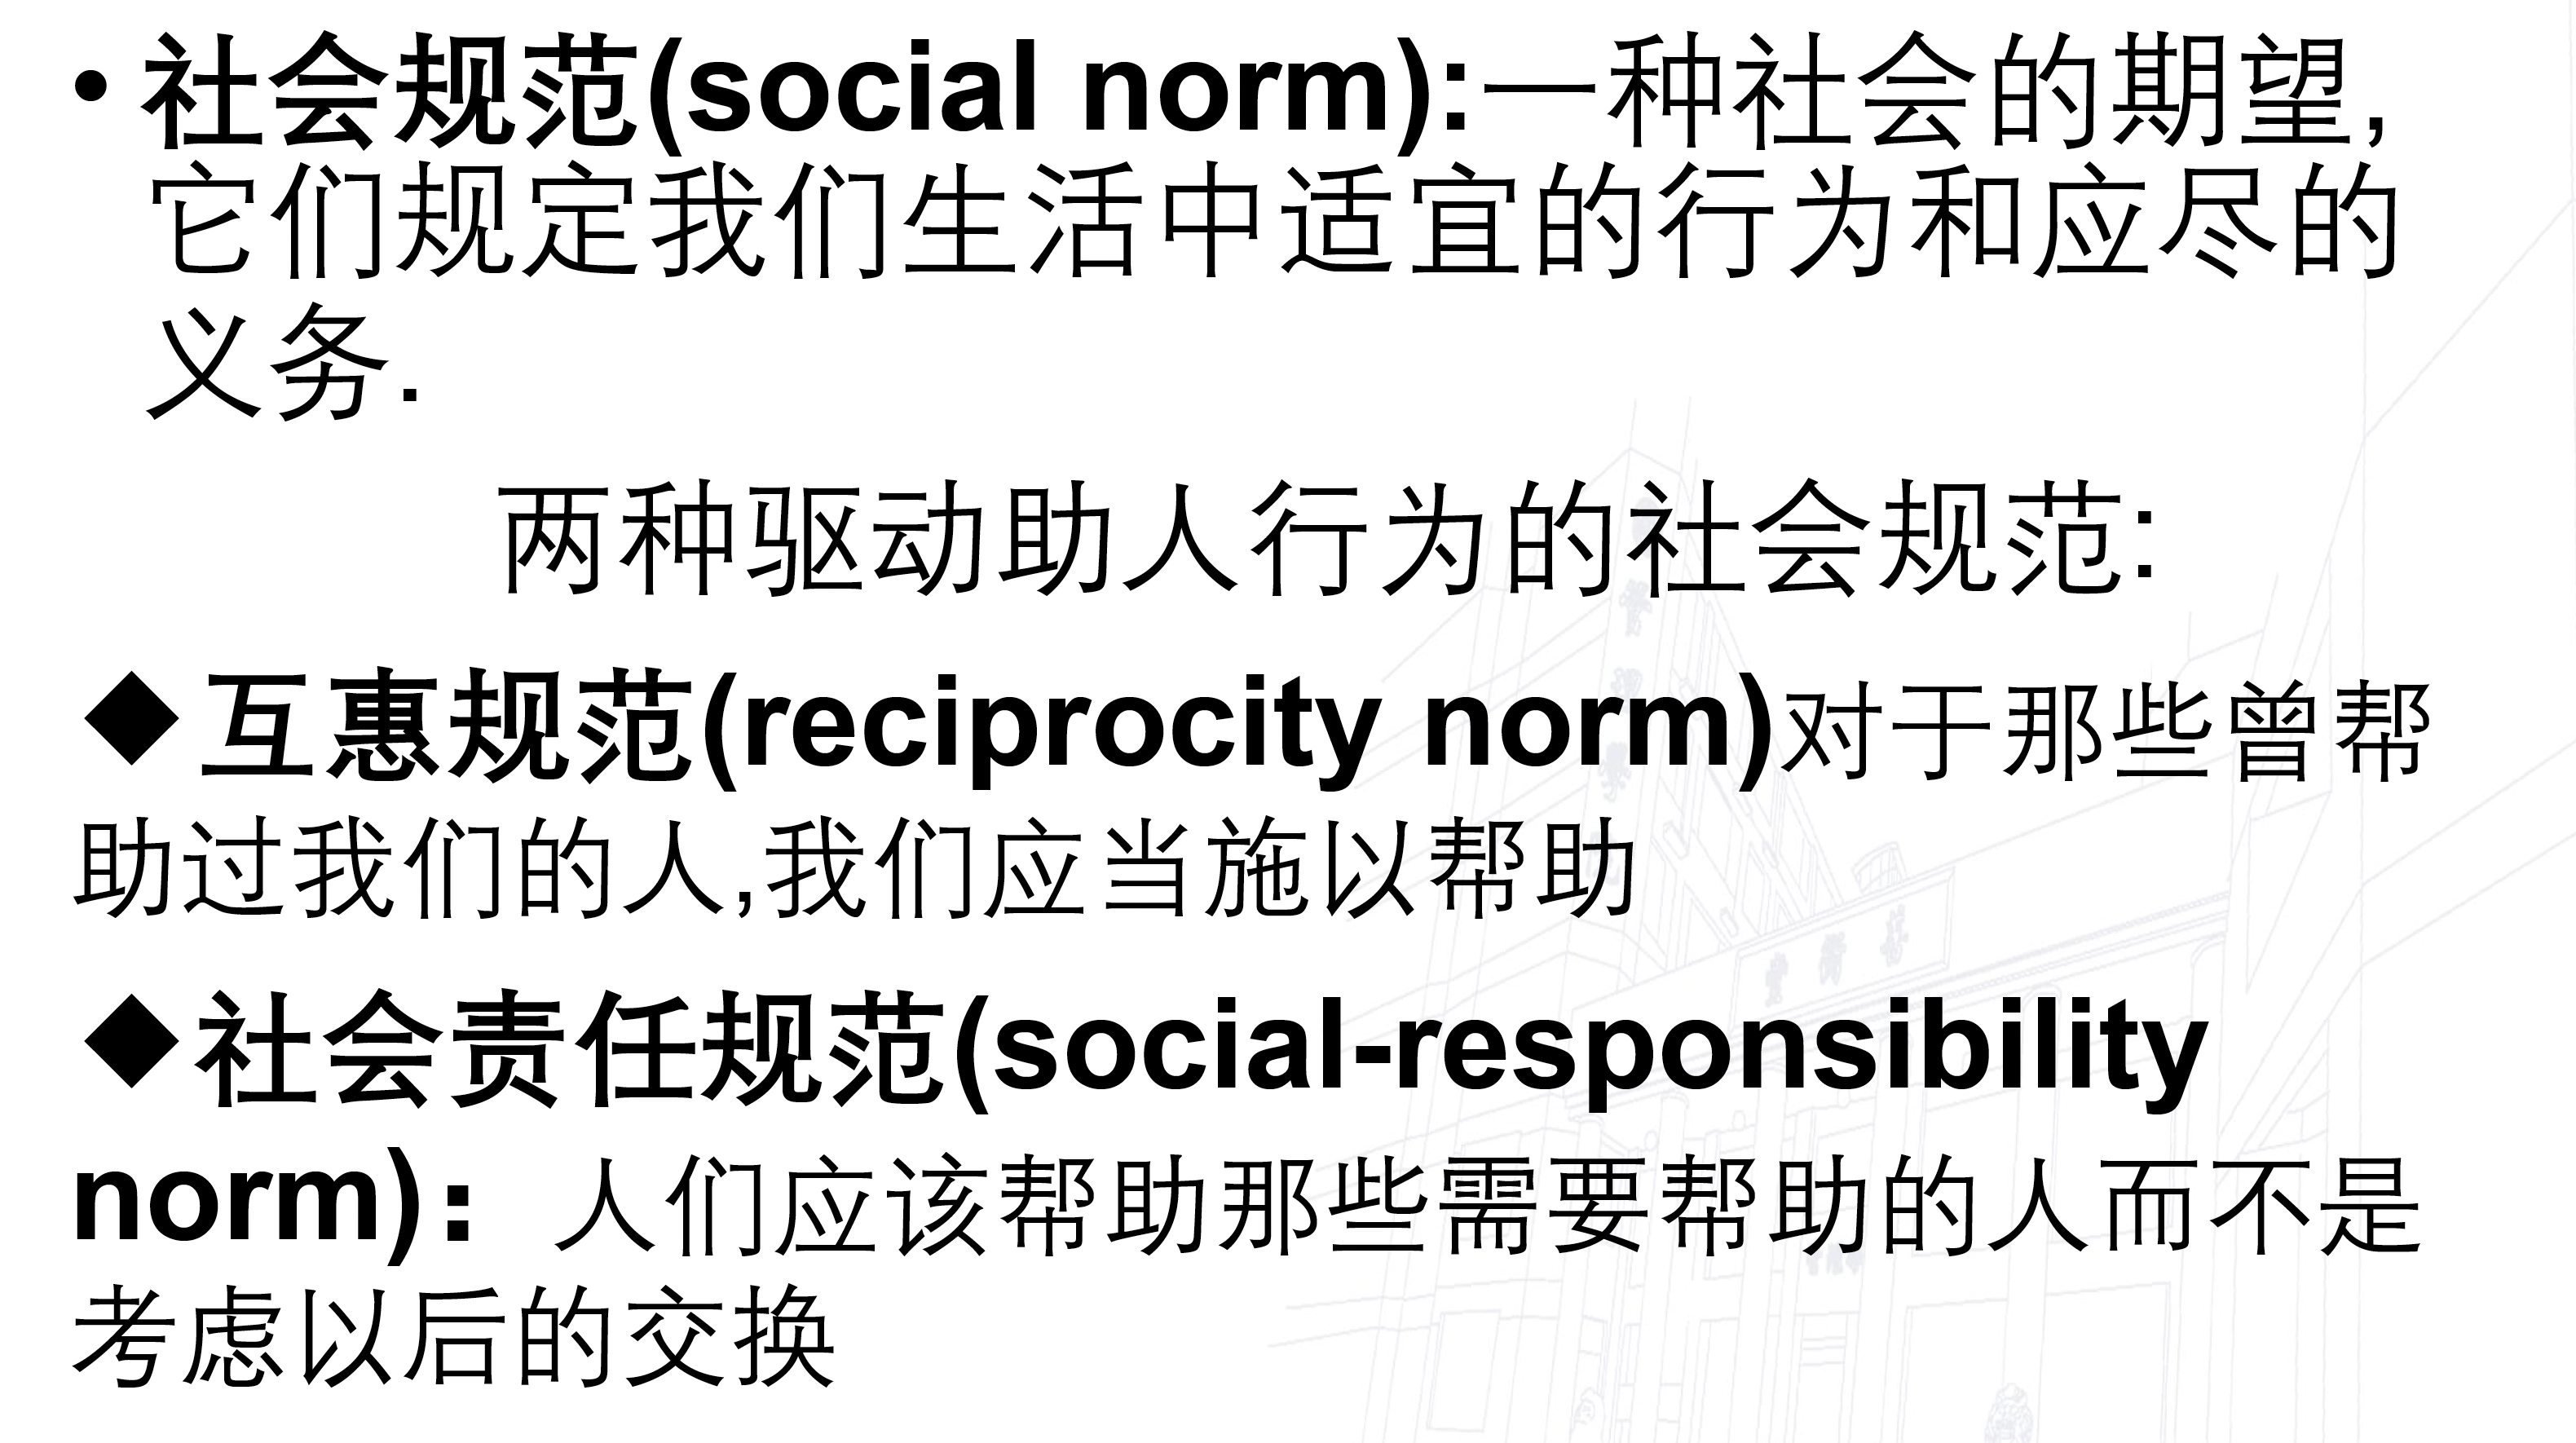 • 社会规范(social norm):一种社会的期望,
它们规定我们生活中适宜的行为和应尽的
义务.
两种驱动助人行为的社会规范:
◆互惠规范(reciprocity norm)对于那些曾帮
助过我们的人,我们应当施以帮助
◆社会责任规范(social-responsibility
norm)：人们应该帮助那些需要帮助的人而不是
考虑以后的交换